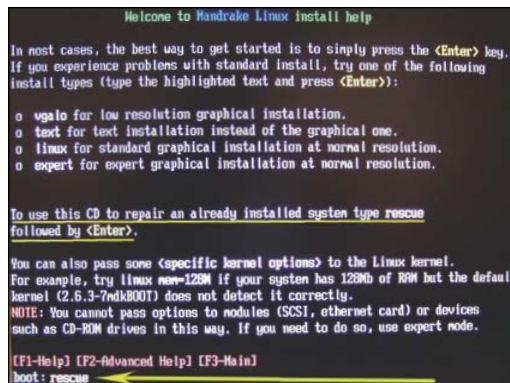 Welcome to Mandrake Linux install help
In most cases, the best way to get started is to simply press the <Enter> key.
If you experience problems with standard install, try one of the following
install types (type the highlighted text and press <Enter>):
o vgalo for low resolution graphical installation.
o text for text installation instead of the graphical one.
o linux for standard graphical installation at normal resolution.
o expert for expert graphical installation at normal resolution.
To use this CD to repair an already installed system type rescue
followed by <Enter>.
You can also pass some <specific kernel options> to the Linux kernel.
For example, try linux mem=128M if your system has 128Mb of RAM but the defaul
kernel (2.6.3-7mdkBOOT) does not detect it correctly.
NOTE: You cannot pass options to modules (SCSI, ethernet card) or devices
such as CD-ROM drives in this way. If you need to do so, use expert mode.
[F1-Help] [F2-Advanced Help] [F3-Main]
boot: rescue